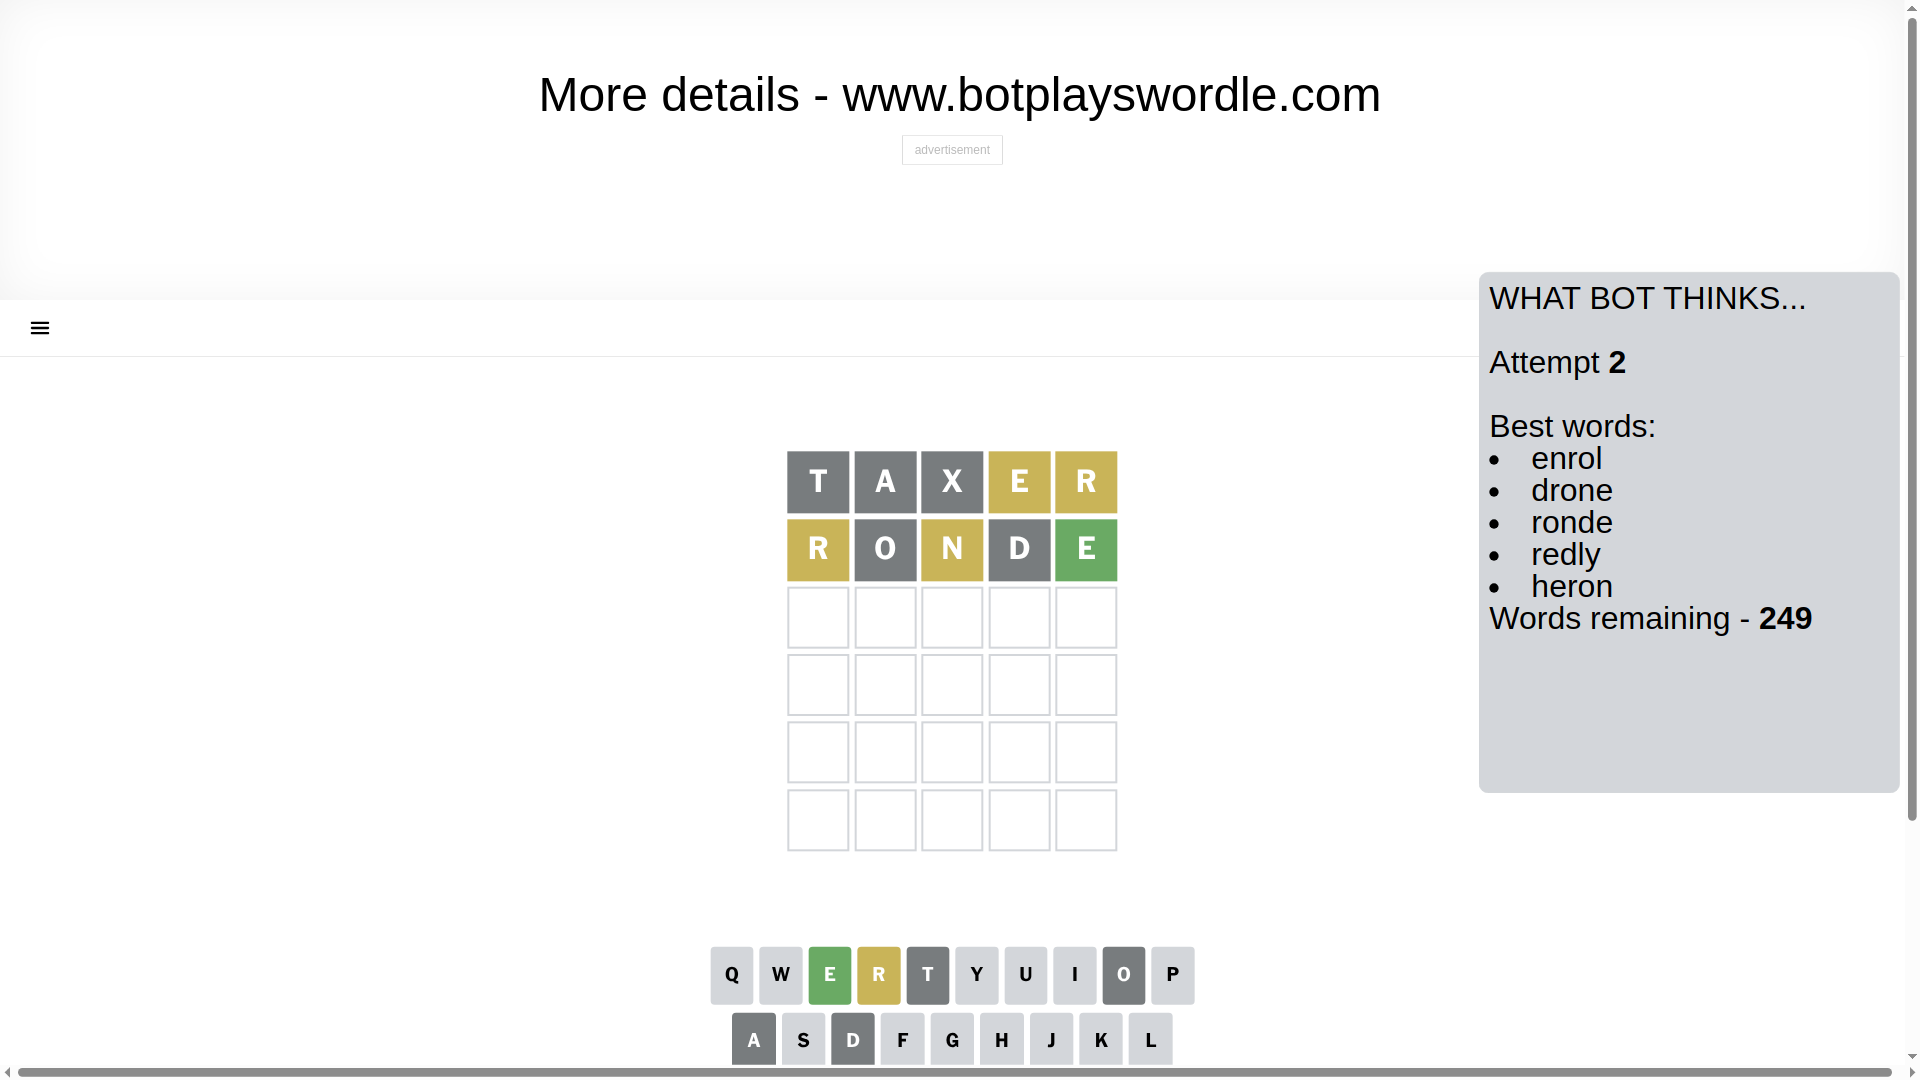 More details - www.botplayswordle.com
advertisement
WHAT BOT THINKS...
Attempt 2
Best words:
• enrol
• drone
• ronde
• redly
• heron
Words remaining - 249
T A X E R
R O N D E
Q W E R T Y U I O P
A S D F G H J K L